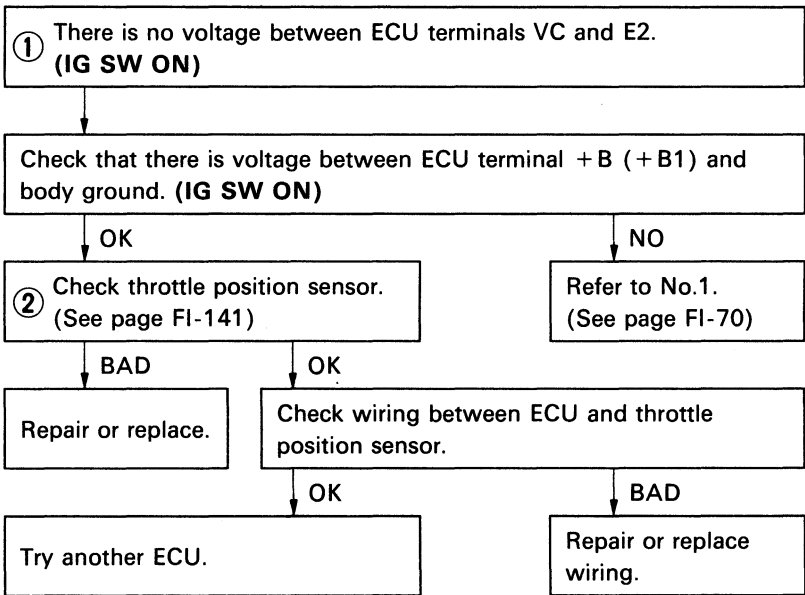 ① There is no voltage between ECU terminals VC and E2.
(IG SW ON)
Check that there is voltage between ECU terminal +B (+B1) and
body ground. (IG SW ON)
OK
NO
② Check throttle position sensor.
(See page FI-141)
Refer to No.1.
(See page FI-70)
BAD
OK
Repair or replace.
Check wiring between ECU and throttle
position sensor.
OK
BAD
Try another ECU.
Repair or replace
wiring.